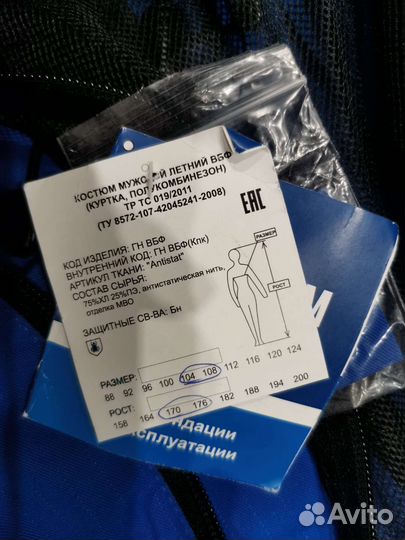 КОСТЮМ МУЖСКОЙ ЛЕТНИЙ ВБФ
(КУРТКА, ПОЛУКОМБИНЕЗОН)
ТР ТС 019/2011
(ТУ 8572-107-42045241-2008)
EAC
КОД ИЗДЕЛИЯ: ГН ВБФ
ВНУТРЕННИЙ КОД: ГН ВБФ(Кпк)
АРТИКУЛ ТКАНИ: "Antistat"
СОСТАВ СЫРЬЯ:
75%ХЛ 25%ПЭ, антистатическая нить,
отделка МВО
ЗАЩИТНЫЕ СВ-ВА: Бн
РАЗМЕР
РОСТ
РАЗМЕР:
88 92 96 100 104 108 112 116 120 124
РОСТ:
158 164 170 176 182 188 194 200
М
ндации
ксплуатации
Avito